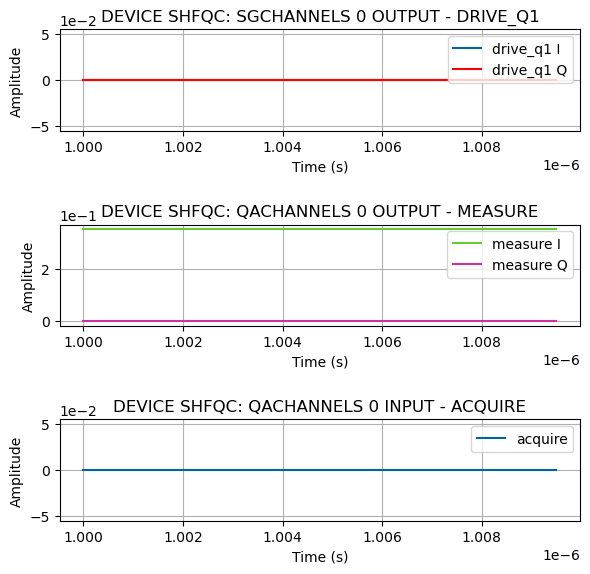 DEVICE SHFQC: SGCHANNELS 0 OUTPUT - DRIVE_Q1
1e−2
5
0
−5
Amplitude
drive_q1 I
drive_q1 Q
1.000 1.002 1.004 1.006 1.008
Time (s)
1e−6
DEVICE SHFQC: QACHANNELS 0 OUTPUT - MEASURE
1e−1
2
0
Amplitude
measure I
measure Q
1.000 1.002 1.004 1.006 1.008
Time (s)
1e−6
DEVICE SHFQC: QACHANNELS 0 INPUT - ACQUIRE
1e−2
5
0
−5
Amplitude
acquire
1.000 1.002 1.004 1.006 1.008
Time (s)
1e−6